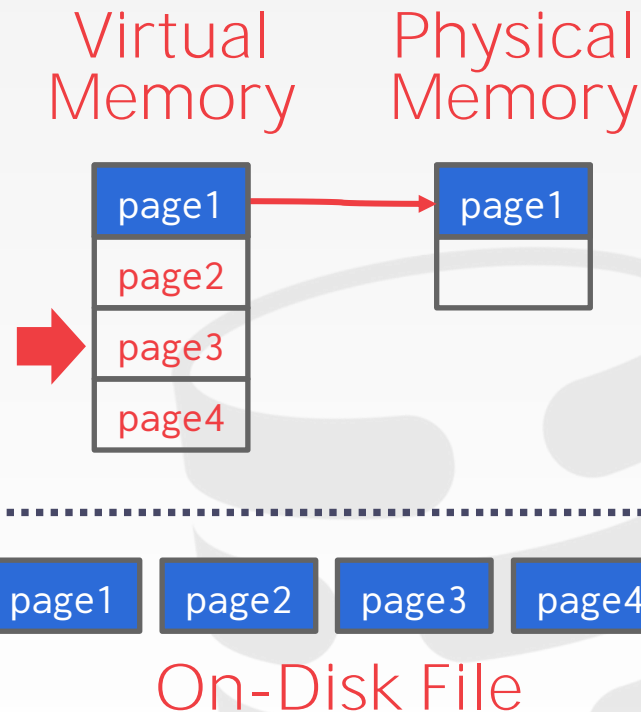 Virtual Memory
Physical Memory
page1
page1
page2
page3
page4
page1
page2
page3
page4
On-Disk File